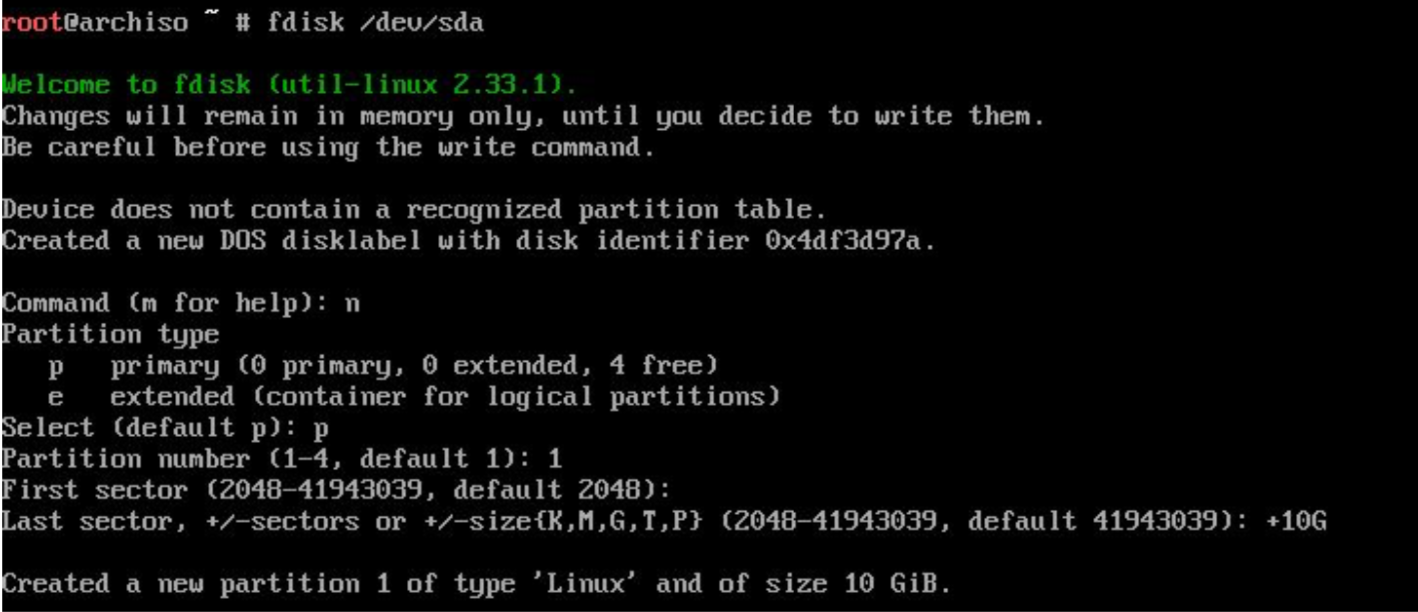 root@archiso ~ # fdisk /dev/sda
Welcome to fdisk (util-linux 2.33.1).
Changes will remain in memory only, until you decide to write them.
Be careful before using the write command.
Device does not contain a recognized partition table.
Created a new DOS disklabel with disk identifier 0x4df3d97a.
Command (m for help): n
Partition type
   p   primary (0 primary, 0 extended, 4 free)
   e   extended (container for logical partitions)
Select (default p): p
Partition number (1-4, default 1): 1
First sector (2048-41943039, default 2048):
Last sector, +/-sectors or +/-size{K,M,G,T,P} (2048-41943039, default 41943039): +10G
Created a new partition 1 of type 'Linux' and of size 10 GiB.